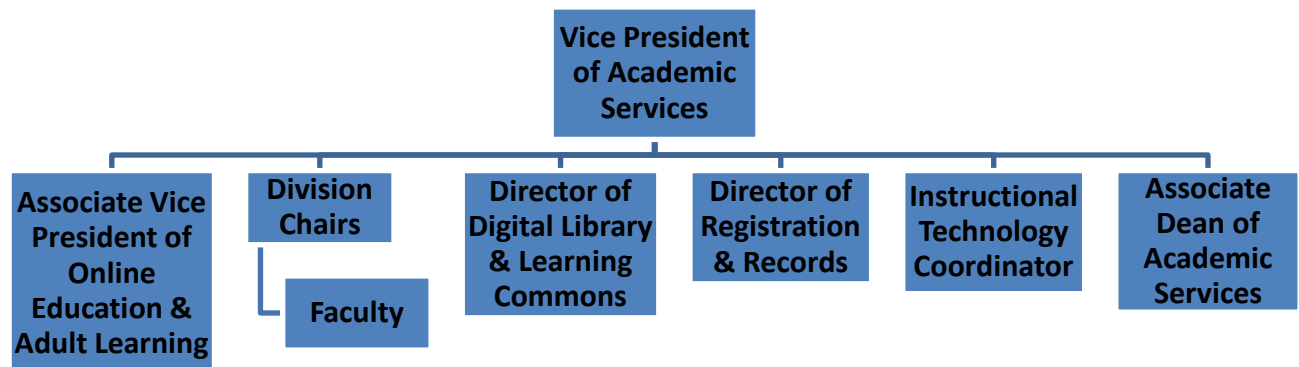 Vice President
of Academic
Services
Associate Vice
President of
Online
Education &
Adult Learning
Division
Chairs
Faculty
Director of
Digital Library
& Learning
Commons
Director of
Registration
& Records
Instructional
Technology
Coordinator
Associate
Dean of
Academic
Services